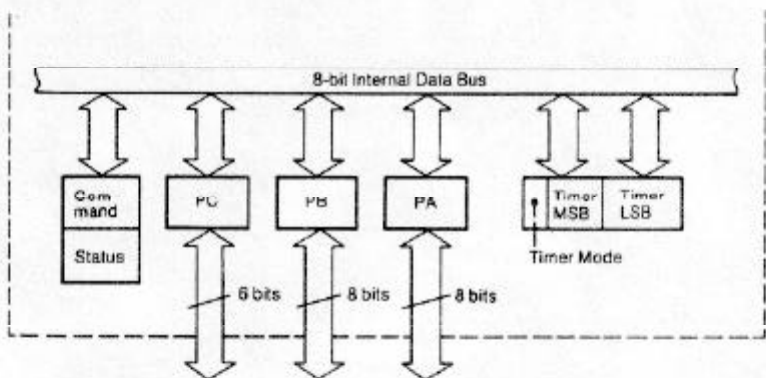 8-bit Internal Data Bus
Com
mand
Status
PC
PB
PA
Timer
MSB
Timer
LSB
Timer Mode
6 bits
8 bits
8 bits